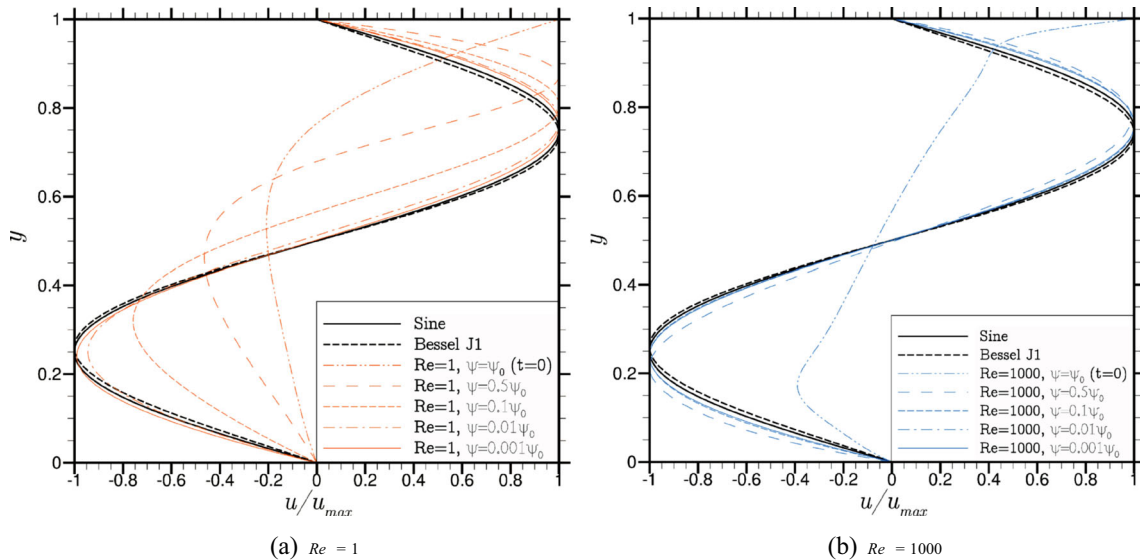 1
0.8
0.6
0.4
0.2
0
y
-1 -0.8 -0.6 -0.4 -0.2 0 0.2 0.4 0.6 0.8 1
u/u_max
Sine
Bessel J1
Re=1, ψ=ψ₀ (t=0)
Re=1, ψ=0.5ψ₀
Re=1, ψ=0.1ψ₀
Re=1, ψ=0.01ψ₀
Re=1, ψ=0.001ψ₀
(a) Re = 1
1
0.8
0.6
0.4
0.2
0
y
-1 -0.8 -0.6 -0.4 -0.2 0 0.2 0.4 0.6 0.8 1
u/u_max
Sine
Bessel J1
Re=1000, ψ=ψ₀ (t=0)
Re=1000, ψ=0.5ψ₀
Re=1000, ψ=0.1ψ₀
Re=1000, ψ=0.01ψ₀
Re=1000, ψ=0.001ψ₀
(b) Re = 1000